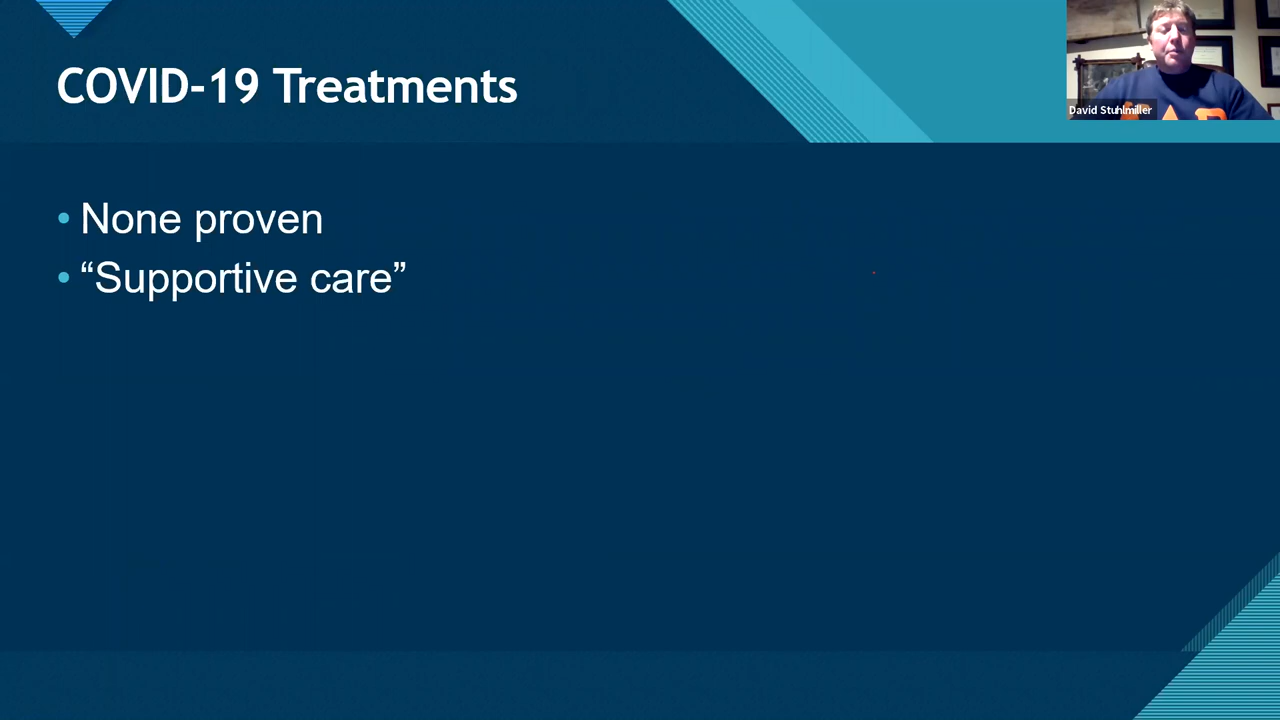 COVID-19 Treatments
David Stuhlmiller
• None proven
• “Supportive care”